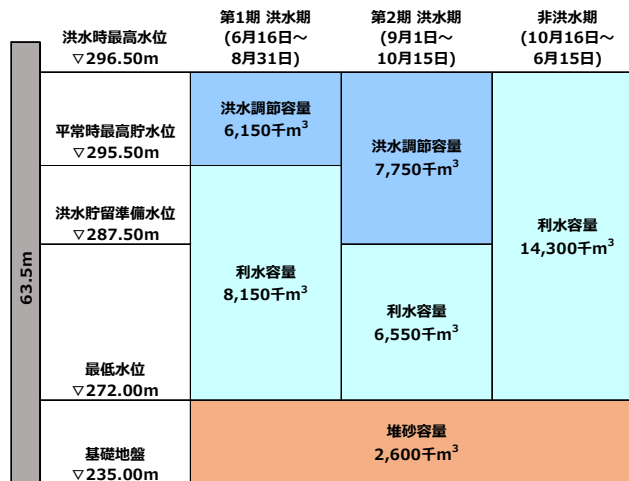 第1期 洪水期
(6月16日～
8月31日)
第2期 洪水期
(9月1日～
10月15日)
非洪水期
(10月16日～
6月15日)
洪水時最高水位
▽296.50m
平常時最高貯水位
▽295.50m
洪水貯留準備水位
▽287.50m
最低水位
▽272.00m
基礎地盤
▽235.00m
63.5m
洪水調節容量
6,150千m³
利水容量
8,150千m³
洪水調節容量
7,750千m³
利水容量
6,550千m³
利水容量
14,300千m³
堆砂容量
2,600千m³